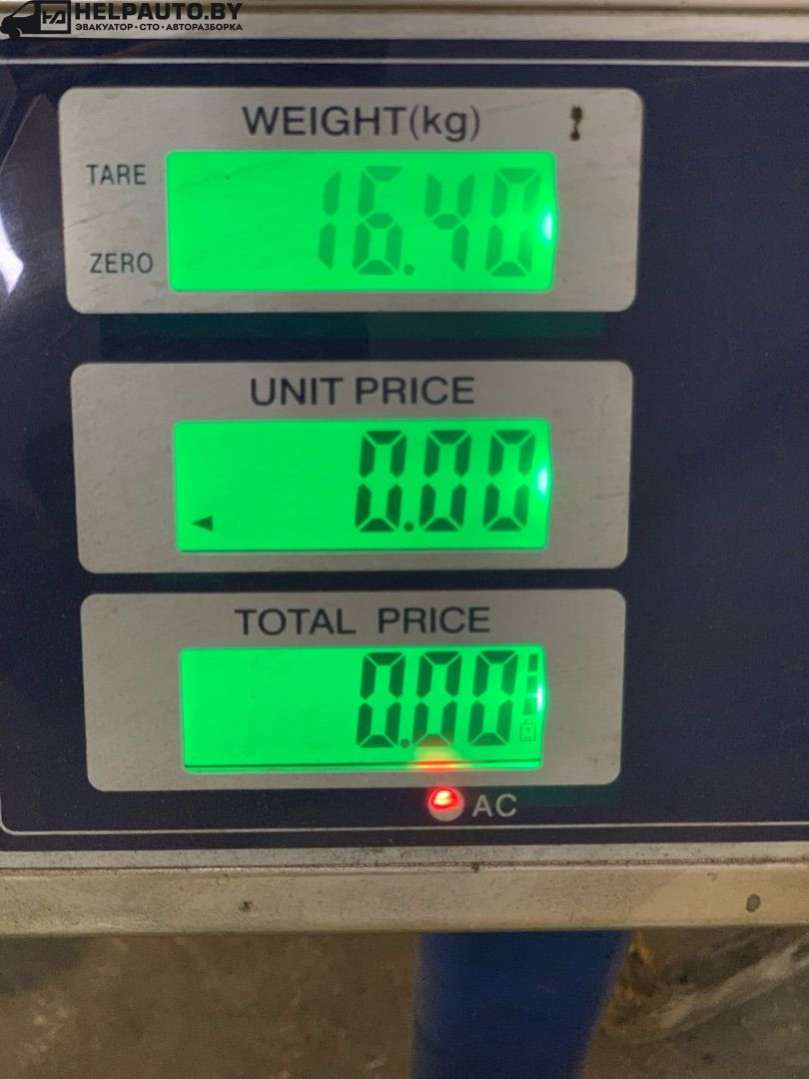 HELPAUTO.BY
ЭВАКУАТОР • СТО • АВТОРАЗБОРКА
WEIGHT(kg)
TARE
16.40
ZERO
UNIT PRICE
0.00
TOTAL PRICE
0.00
AC